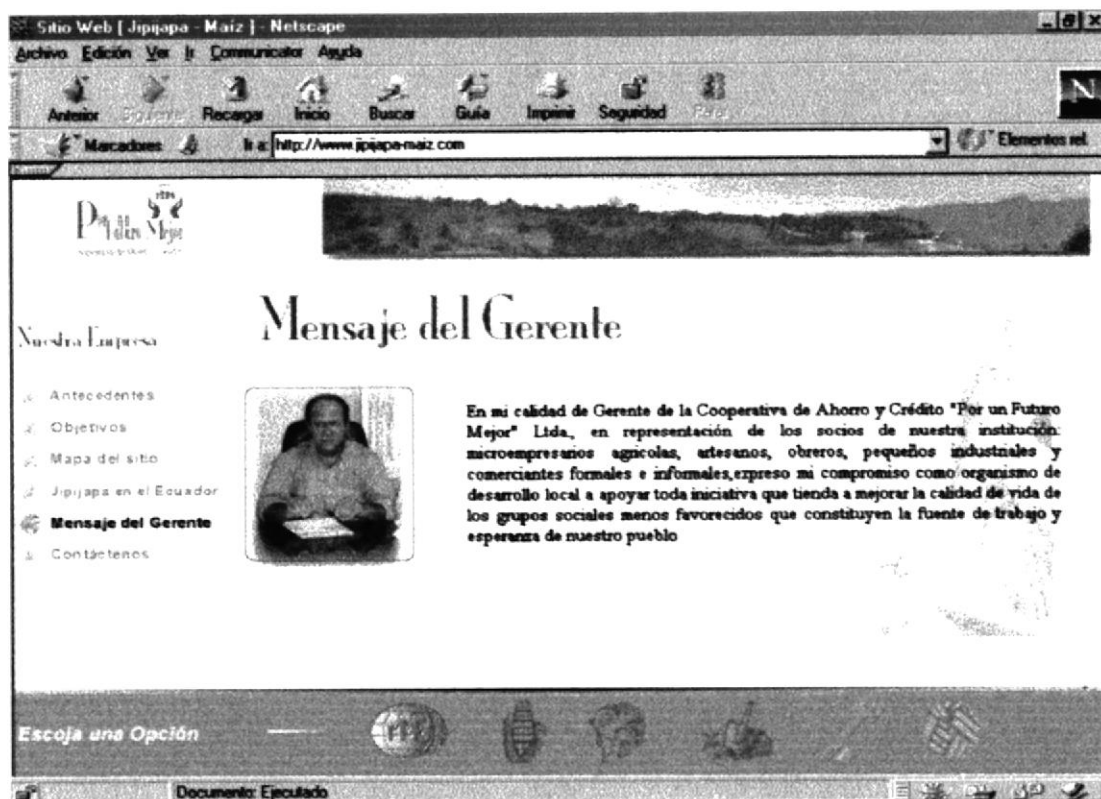 Sitio Web [ Jipijapa - Maíz ] - Netscape
Archivo Edición Ver Ir Communicator Ayuda
Anterior Siguiente Recargar Inicio Buscar Guía Imprimir Seguridad Parar
Marcadores Ir a: http://www.jipijapa-maiz.com Elementos rel.
Mejor
Mensaje del Gerente
Nuestra Empresa
Antecedentes
Objetivos
Mapa del sitio
Jipijapa en el Ecuador
Mensaje del Gerente
Contáctenos
En mi calidad de Gerente de la Cooperativa de Ahorro y Crédito "Por un Futuro
Mejor" Ltda., en representación de los socios de nuestra institución:
microempresarios agricolas, artesanos, obreros, pequeños industriales y
comerciantes formales e informales,expreso mi compromiso como organismo de
desarrollo local a apoyar toda iniciativa que tienda a mejorar la calidad de vida de
los grupos sociales menos favorecidos que constituyen la fuente de trabajo y
esperanza de nuestro pueblo
Escoja una Opción
Documento: Ejecutado